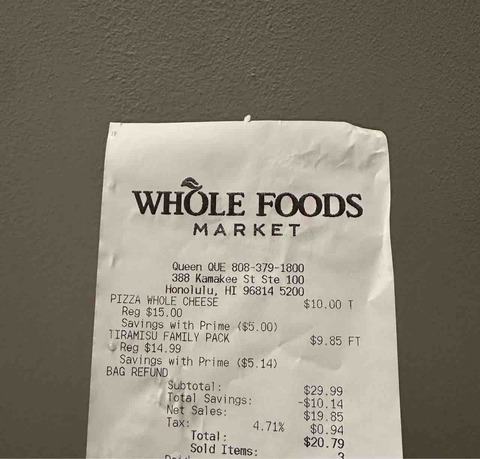 WHOLE FOODS
MARKET
Queen QUE 808-379-1800
388 Kamakee St Ste 100
Honolulu, HI 96814 5200
PIZZA WHOLE CHEESE $10.00 T
Reg $15.00
Savings with Prime ($5.00)
TIRAMISU FAMILY PACK $9.85 FT
Reg $14.99
Savings with Prime ($5.14)
BAG REFUND
Subtotal: $29.99
Total Savings: -$10.14
Net Sales: $19.85
Tax: 4.71% $0.94
Total: $20.79
Sold Items: 3